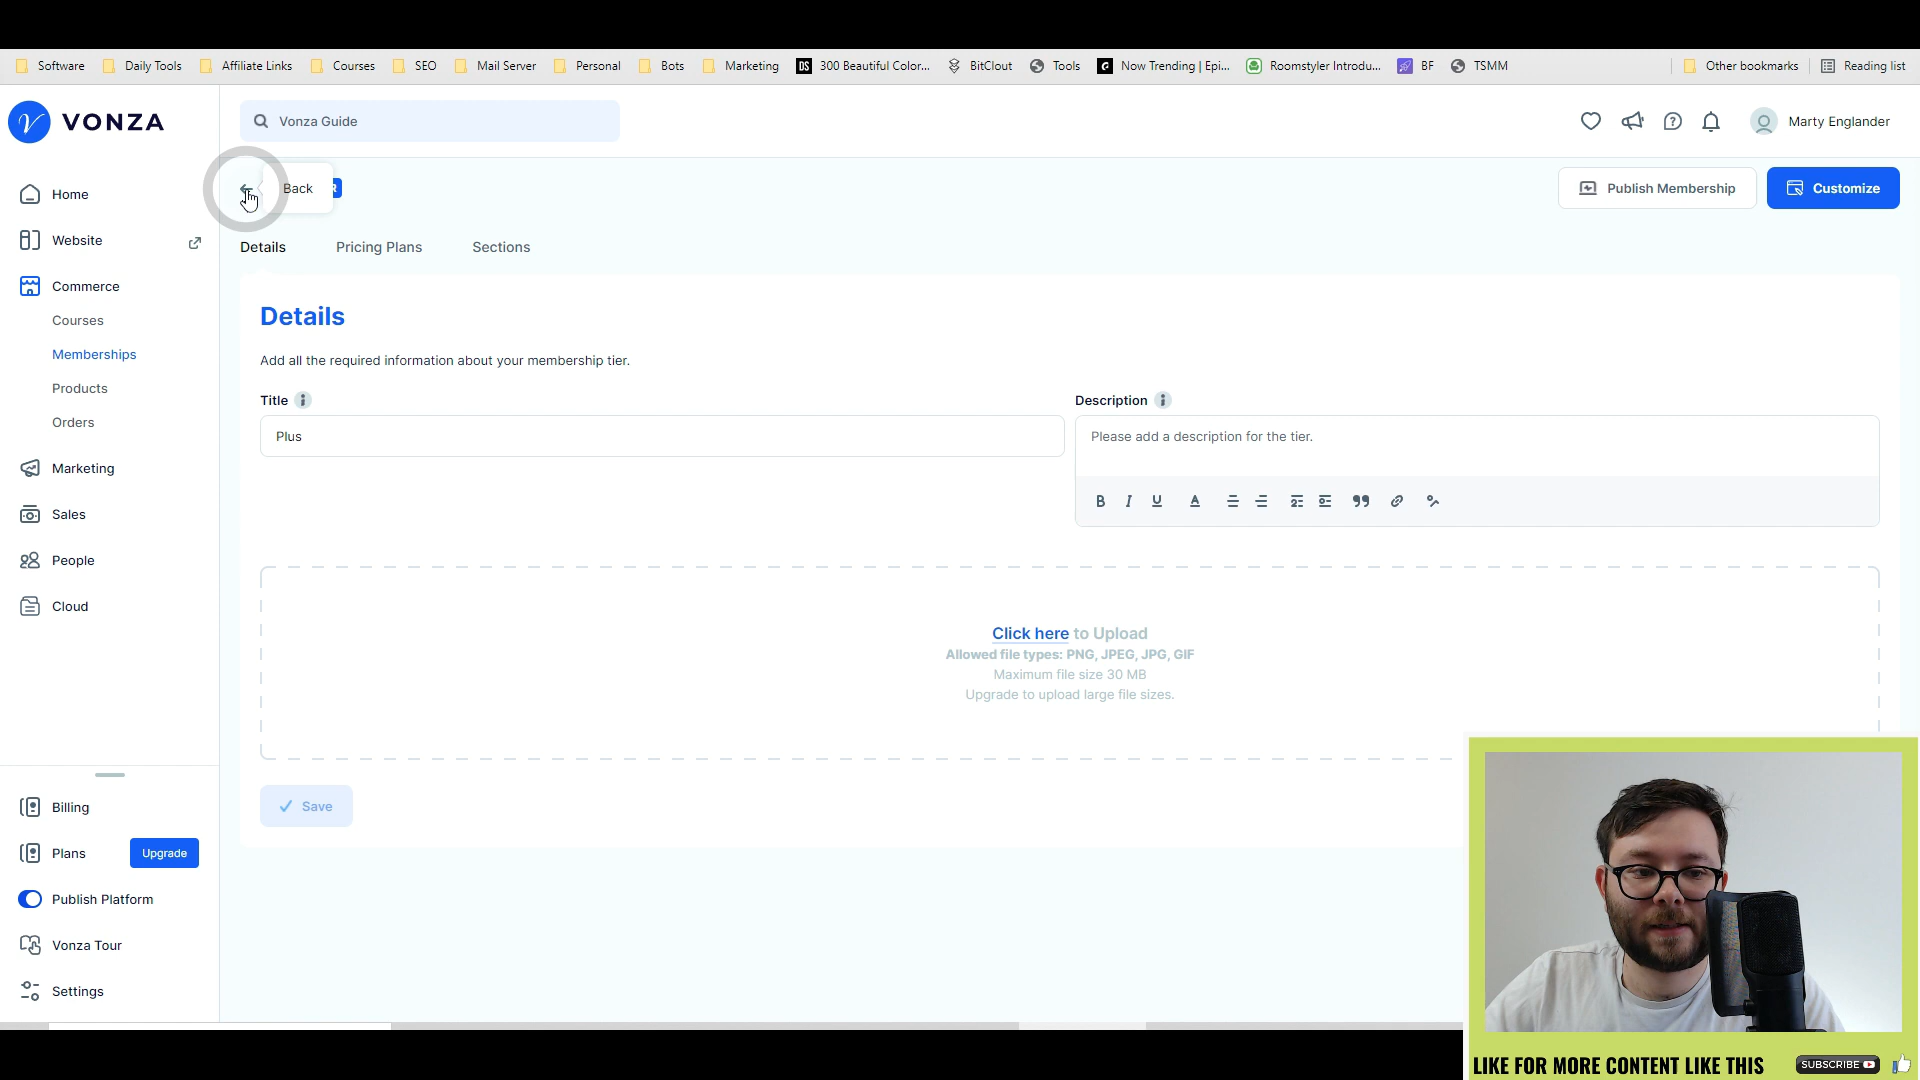 Software
Daily Tools
Affiliate Links
Courses
SEO
Mail Server
Personal
Bots
Marketing
DS 300 Beautiful Color...
BitClout
Tools
Now Trending | Epi...
Roomstyler Introdu...
BF
TSMM
Other bookmarks
Reading list
VONZA
Vonza Guide
Marty Englander
Home
Website
Commerce
Courses
Memberships
Products
Orders
Marketing
Sales
People
Cloud
Billing
Plans
Upgrade
Publish Platform
Vonza Tour
Settings
Back
R
Publish Membership
Customize
Details
Pricing Plans
Sections
Details
Add all the required information about your membership tier.
Title
Plus
Description
Please add a description for the tier.
B I U A
Click here to Upload
Allowed file types: PNG, JPEG, JPG, GIF
Maximum file size 30 MB
Upgrade to upload large file sizes.
Save
LIKE FOR MORE CONTENT LIKE THIS
SUBSCRIBE